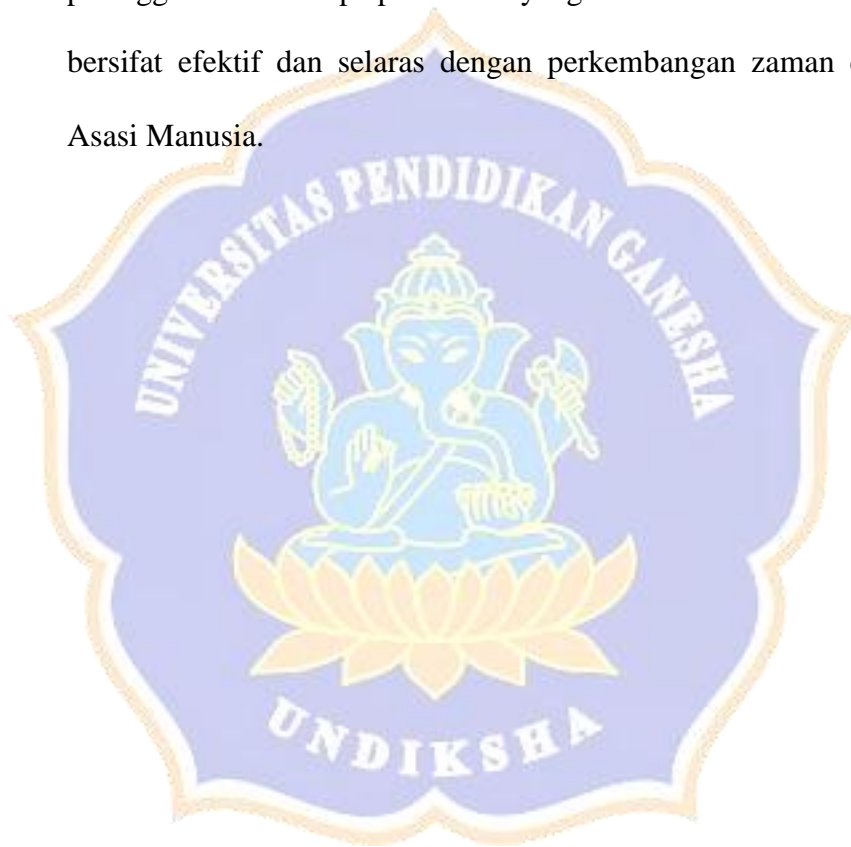 bersifat efektif dan selaras dengan perkembangan zaman
Asasi Manusia.
UNIVERSITAS PENDIDIKAN GANESHA
UNDIKSHA